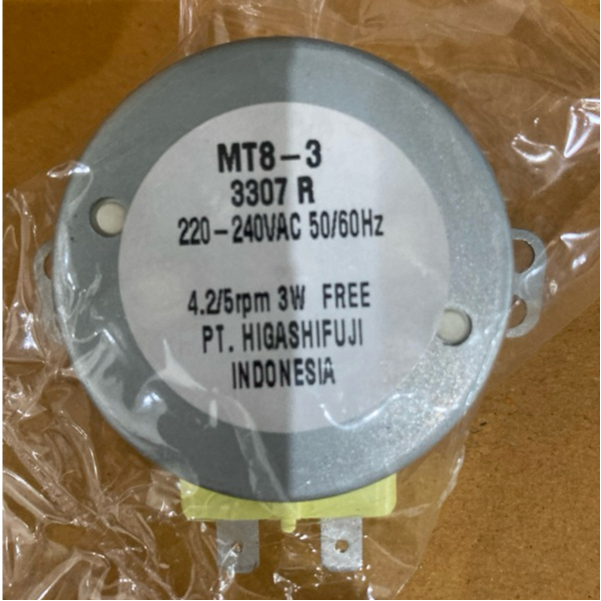 MT8-3
3307 R
220-240VAC 50/60Hz
4.2/5rpm 3W FREE
PT. HIGASHIFUJI
INDONESIA